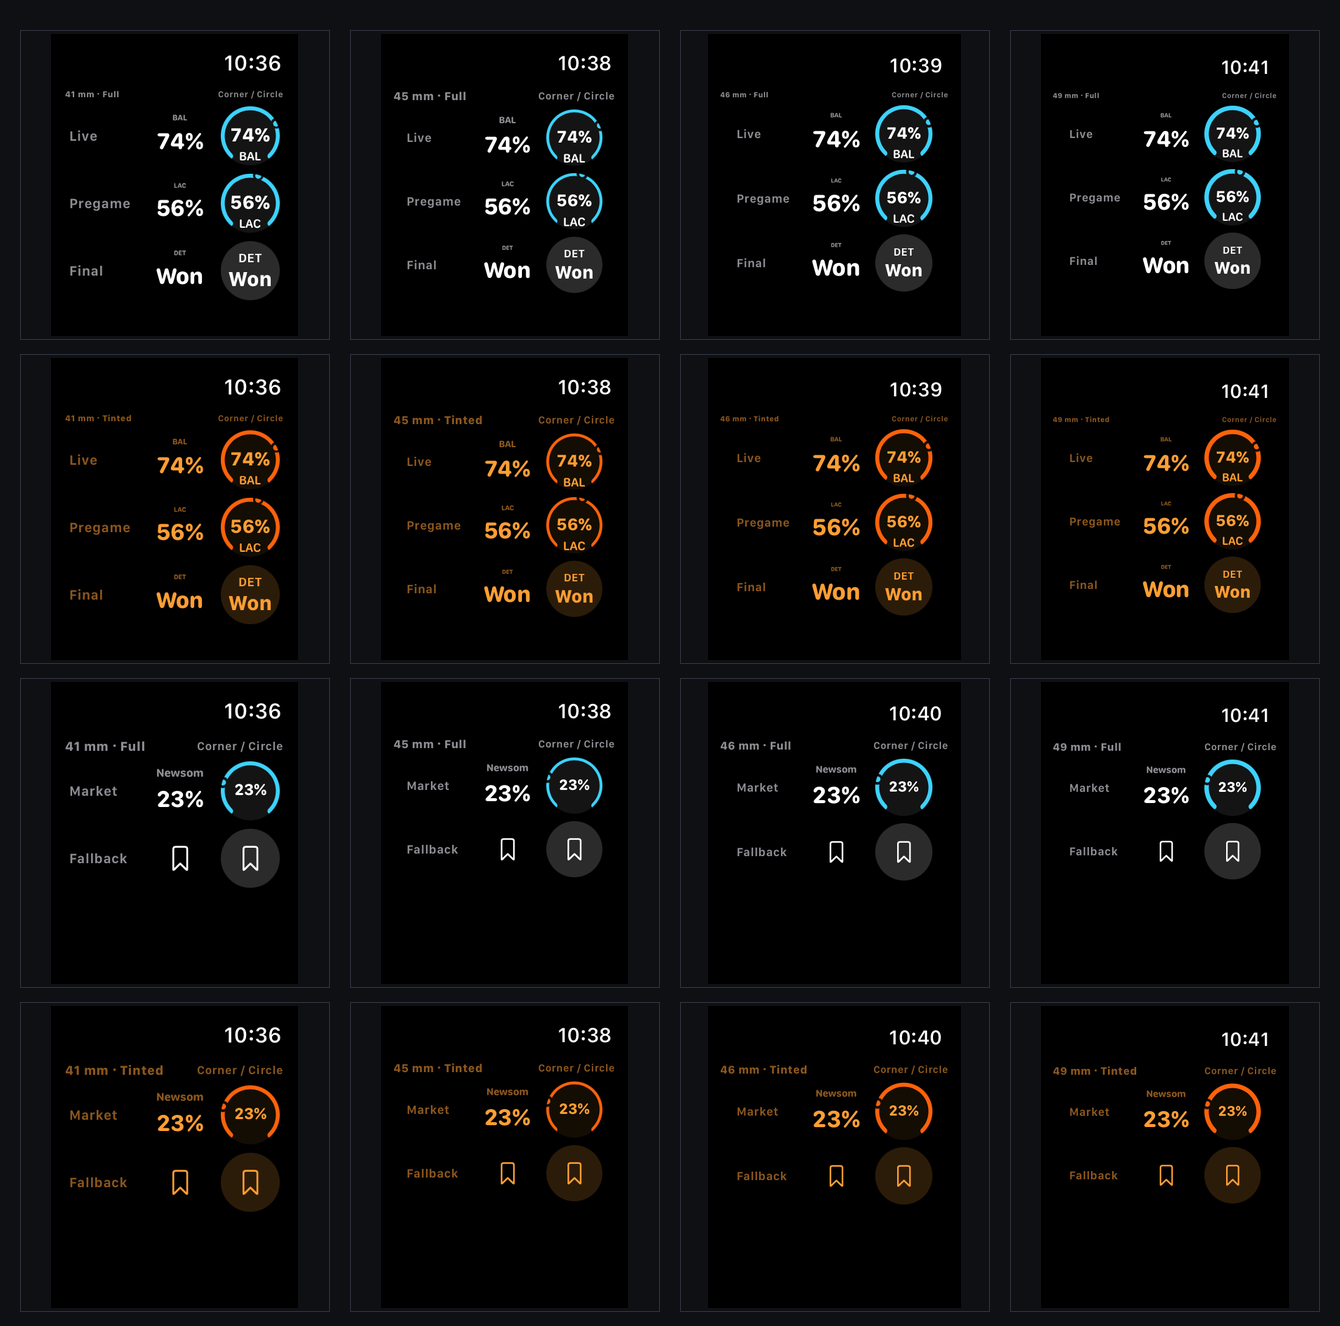 10:36
41 mm · Full
Corner / Circle
Live
BAL
74%
74%
BAL
Pregame
LAC
56%
56%
LAC
Final
DET
Won
DET
Won
10:38
45 mm · Full
Corner / Circle
Live
BAL
74%
74%
BAL
Pregame
LAC
56%
56%
LAC
Final
DET
Won
DET
Won
10:39
46 mm · Full
Corner / Circle
Live
BAL
74%
74%
BAL
Pregame
LAC
56%
56%
LAC
Final
DET
Won
DET
Won
10:41
49 mm · Full
Corner / Circle
Live
BAL
74%
74%
BAL
Pregame
LAC
56%
56%
LAC
Final
DET
Won
DET
Won
10:36
41 mm · Tinted
Corner / Circle
Live
BAL
74%
74%
BAL
Pregame
LAC
56%
56%
LAC
Final
DET
Won
DET
Won
10:38
45 mm · Tinted
Corner / Circle
Live
BAL
74%
74%
BAL
Pregame
LAC
56%
56%
LAC
Final
DET
Won
DET
Won
10:39
46 mm · Tinted
Corner / Circle
Live
BAL
74%
74%
BAL
Pregame
LAC
56%
56%
LAC
Final
DET
Won
DET
Won
10:41
49 mm · Tinted
Corner / Circle
Live
BAL
74%
74%
BAL
Pregame
LAC
56%
56%
LAC
Final
DET
Won
DET
Won
10:36
41 mm · Full
Corner / Circle
Market
Newsom
23%
23%
Fallback
10:38
45 mm · Full
Corner / Circle
Market
Newsom
23%
23%
Fallback
10:40
46 mm · Full
Corner / Circle
Market
Newsom
23%
23%
Fallback
10:41
49 mm · Full
Corner / Circle
Market
Newsom
23%
23%
Fallback
10:36
41 mm · Tinted
Corner / Circle
Market
Newsom
23%
23%
Fallback
10:38
45 mm · Tinted
Corner / Circle
Market
Newsom
23%
23%
Fallback
10:40
46 mm · Tinted
Corner / Circle
Market
Newsom
23%
23%
Fallback
10:41
49 mm · Tinted
Corner / Circle
Market
Newsom
23%
23%
Fallback